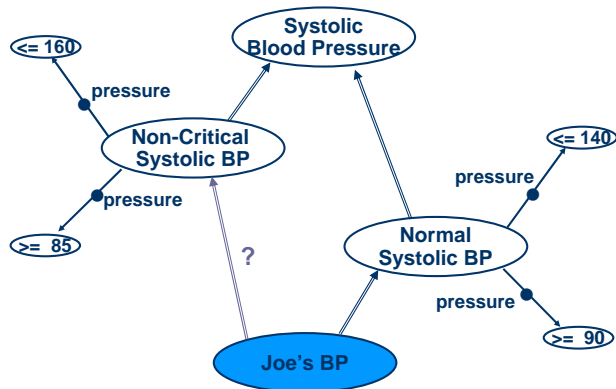 Systolic
Blood Pressure
<= 160
pressure
Non-Critical
Systolic BP
<= 140
pressure
pressure
>= 85
?
Normal
Systolic BP
pressure
>= 90
Joe's BP